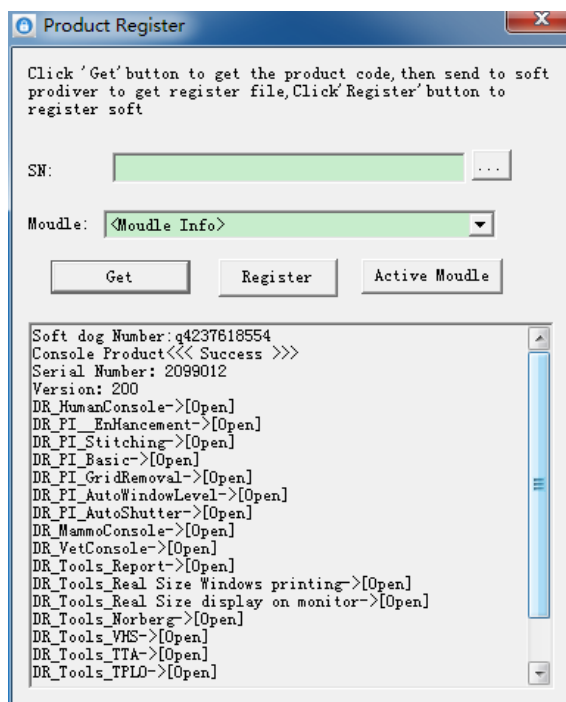 Product Register
Click 'Get' button to get the product code, then send to soft
prodiver to get register file, Click'Register' button to
register soft
SN:
...
Moudle: <Moudle Info>
Get Register Active Moudle
Soft dog Number:q4237618554
Console Product<<< Success >>>
Serial Number: 2099012
Version: 200
DR_HumanConsole->[Open]
DR_PI__EnHancement->[Open]
DR_PI_Stitching->[Open]
DR_PI_Basic->[Open]
DR_PI_GridRemoval->[Open]
DR_PI_AutoWindowLevel->[Open]
DR_PI_AutoShutter->[Open]
DR_MammoConsole->[Open]
DR_VetConsole->[Open]
DR_Tools_Report->[Open]
DR_Tools_Real Size Windows printing->[Open]
DR_Tools_Real Size display on monitor->[Open]
DR_Tools_Norberg->[Open]
DR_Tools_VHS->[Open]
DR_Tools_TTA->[Open]
DR_Tools_TPLO->[Open]